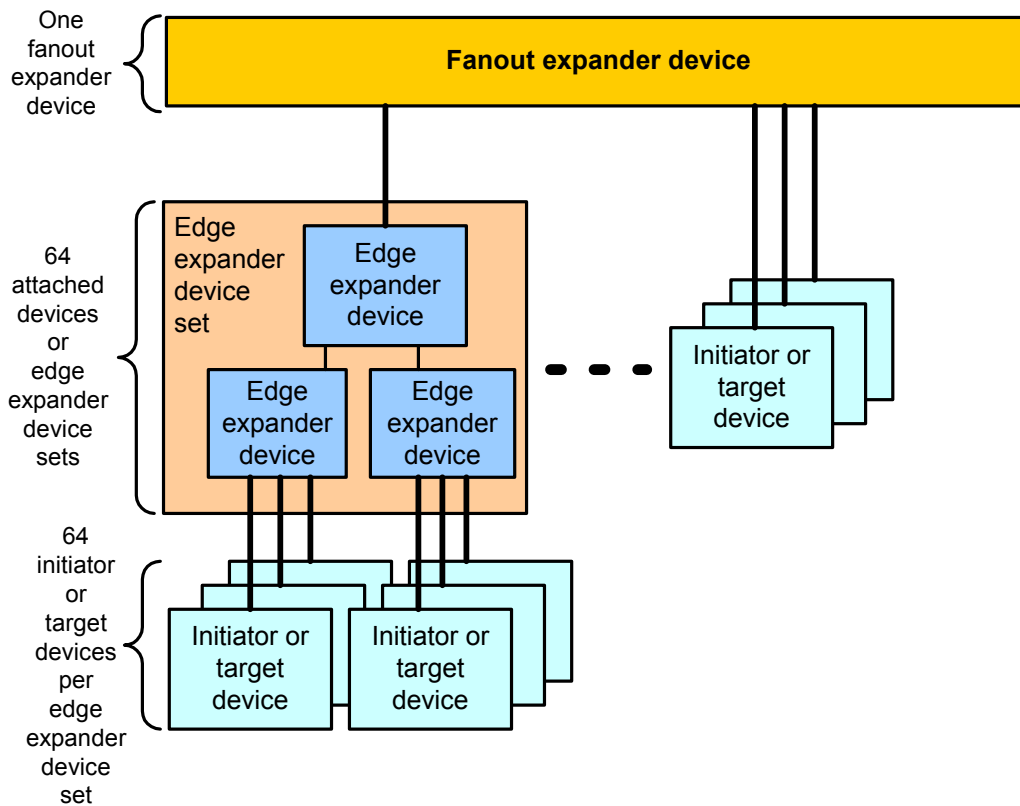 One
fanout
expander
device
Fanout expander device
64
attached
devices
or
edge
expander
device
sets
Edge
expander
device
set
Edge
expander
device
Edge
expander
device
Edge
expander
device
Initiator or
target
device
64
initiator
or
target
devices
per
edge
expander
device
set
Initiator or
target
device
Initiator or
target
device